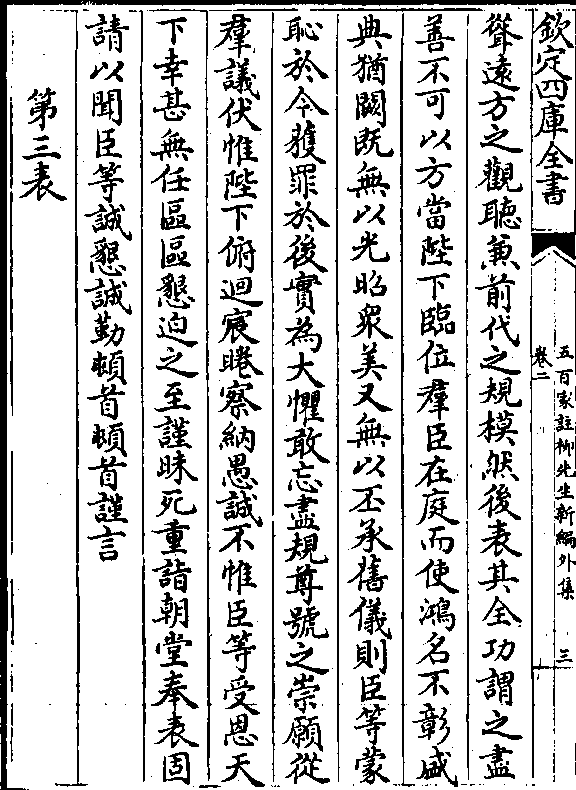 欽定四庫全書
五百家註柳先生新編外集
卷二
三
聳遠方之觀聽兼前代之規模然後表其全功謂之盡
善不可以方當陛下臨位羣臣在庭而使鴻名不彰盛
典猶闕既無以光昭衆美又無以丕承舊儀則臣等蒙
恥於今獲罪於後實為大懼敢忘盡規尊號之崇願從
羣議伏惟陛下俯迴宸睠察納愚誠不惟臣等受恩天
下幸甚無任區區懇迫之至謹昧死重詣朝堂奉表固
請以聞臣等誠懇誠勤頓首頓首謹言
第三表